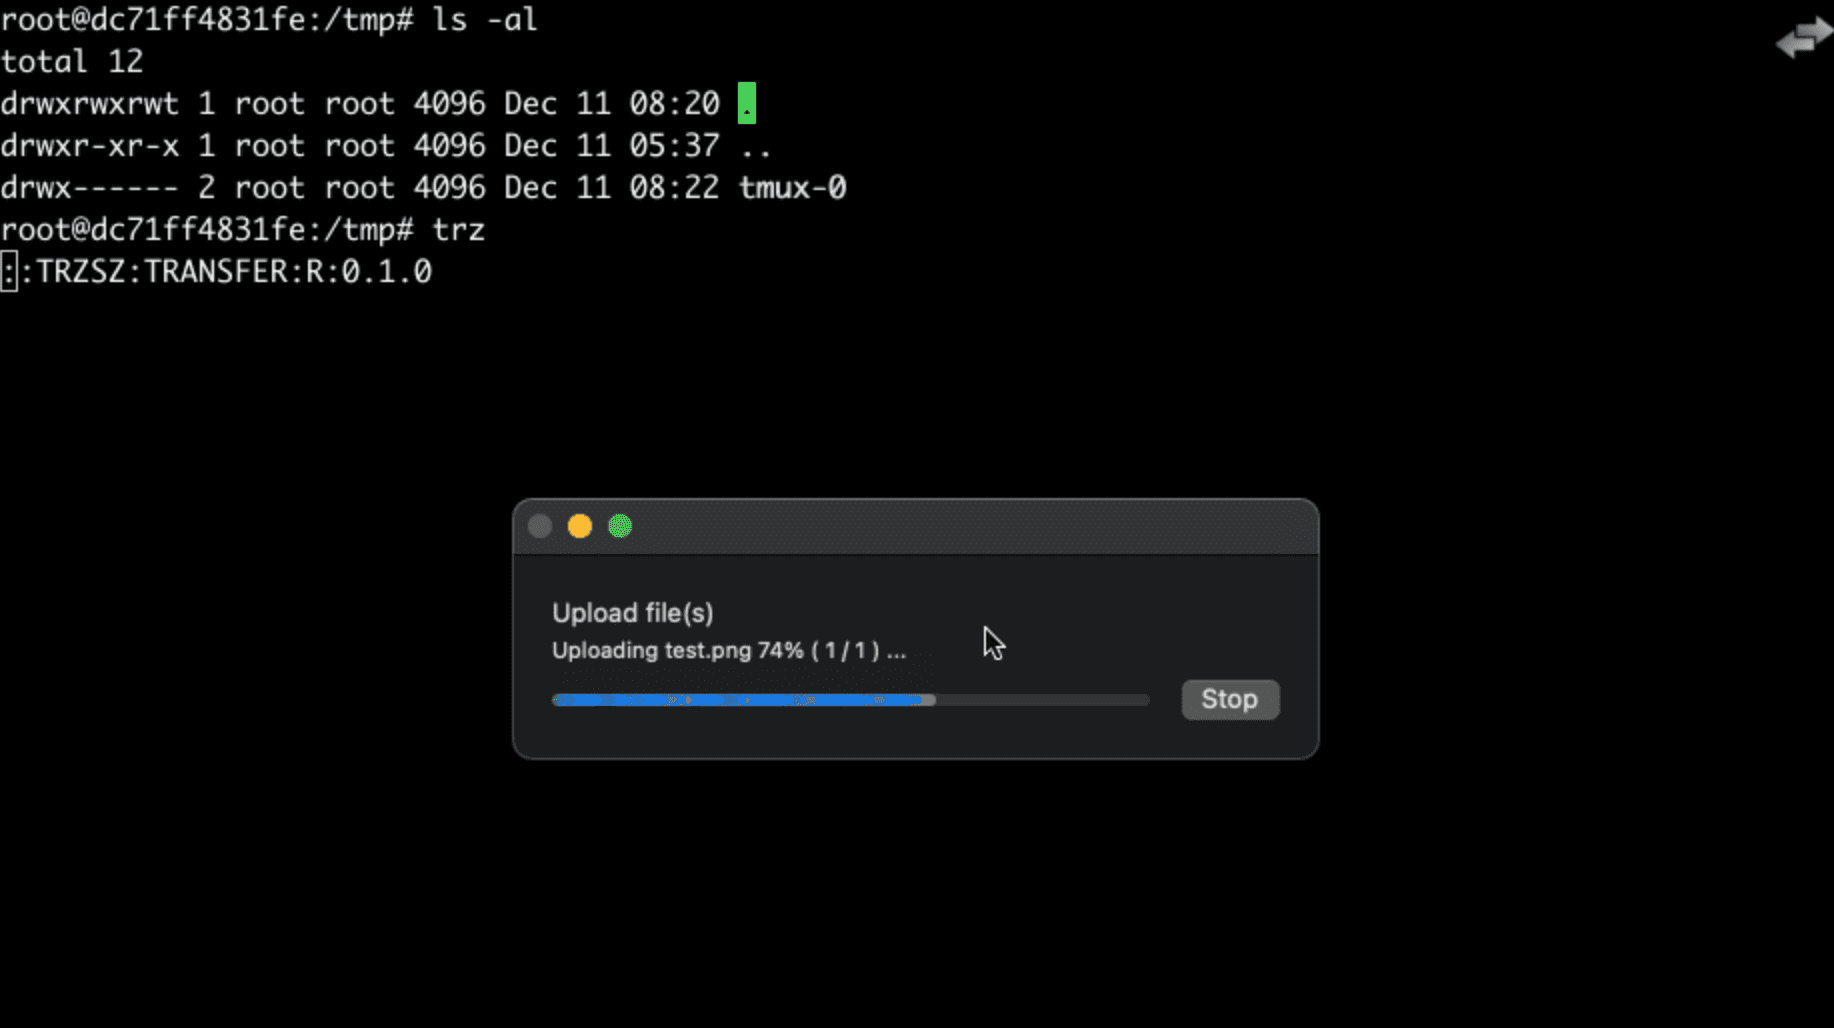 root@dc71ff4831fe:/tmp# ls -al
total 12
drwxrwxrwt 1 root root 4096 Dec 11 08:20 .
drwxr-xr-x 1 root root 4096 Dec 11 05:37 ..
drwx------ 2 root root 4096 Dec 11 08:22 tmux-0
root@dc71ff4831fe:/tmp# trz
::TRZSZ:TRANSFER:R:0.1.0
Upload file(s)
Uploading test.png 74% ( 1 / 1 ) ...
Stop